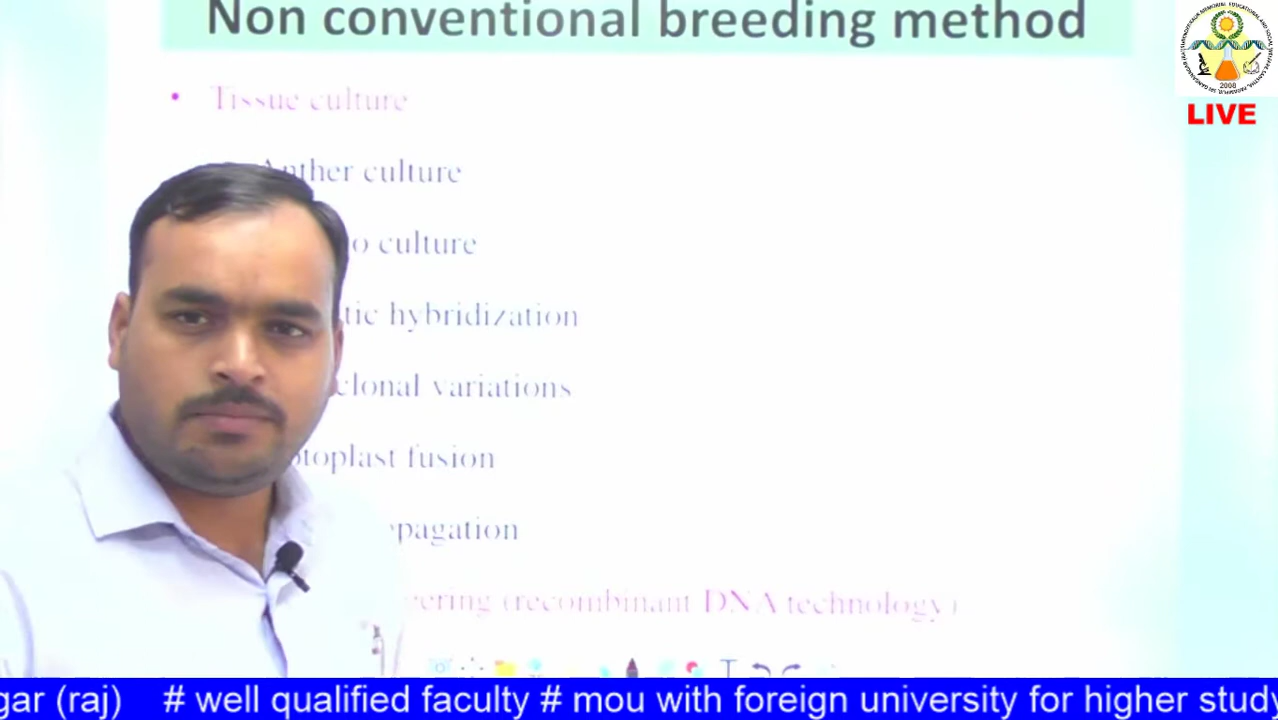 Non conventional breeding method
LIVE
• Tissue culture
Anther culture
o culture
tic hybridization
clonal variations
toplast fusion
pagation
ering (recombinant DNA technology)
gar (raj) # well qualified faculty # mou with foreign university for higher study
2008